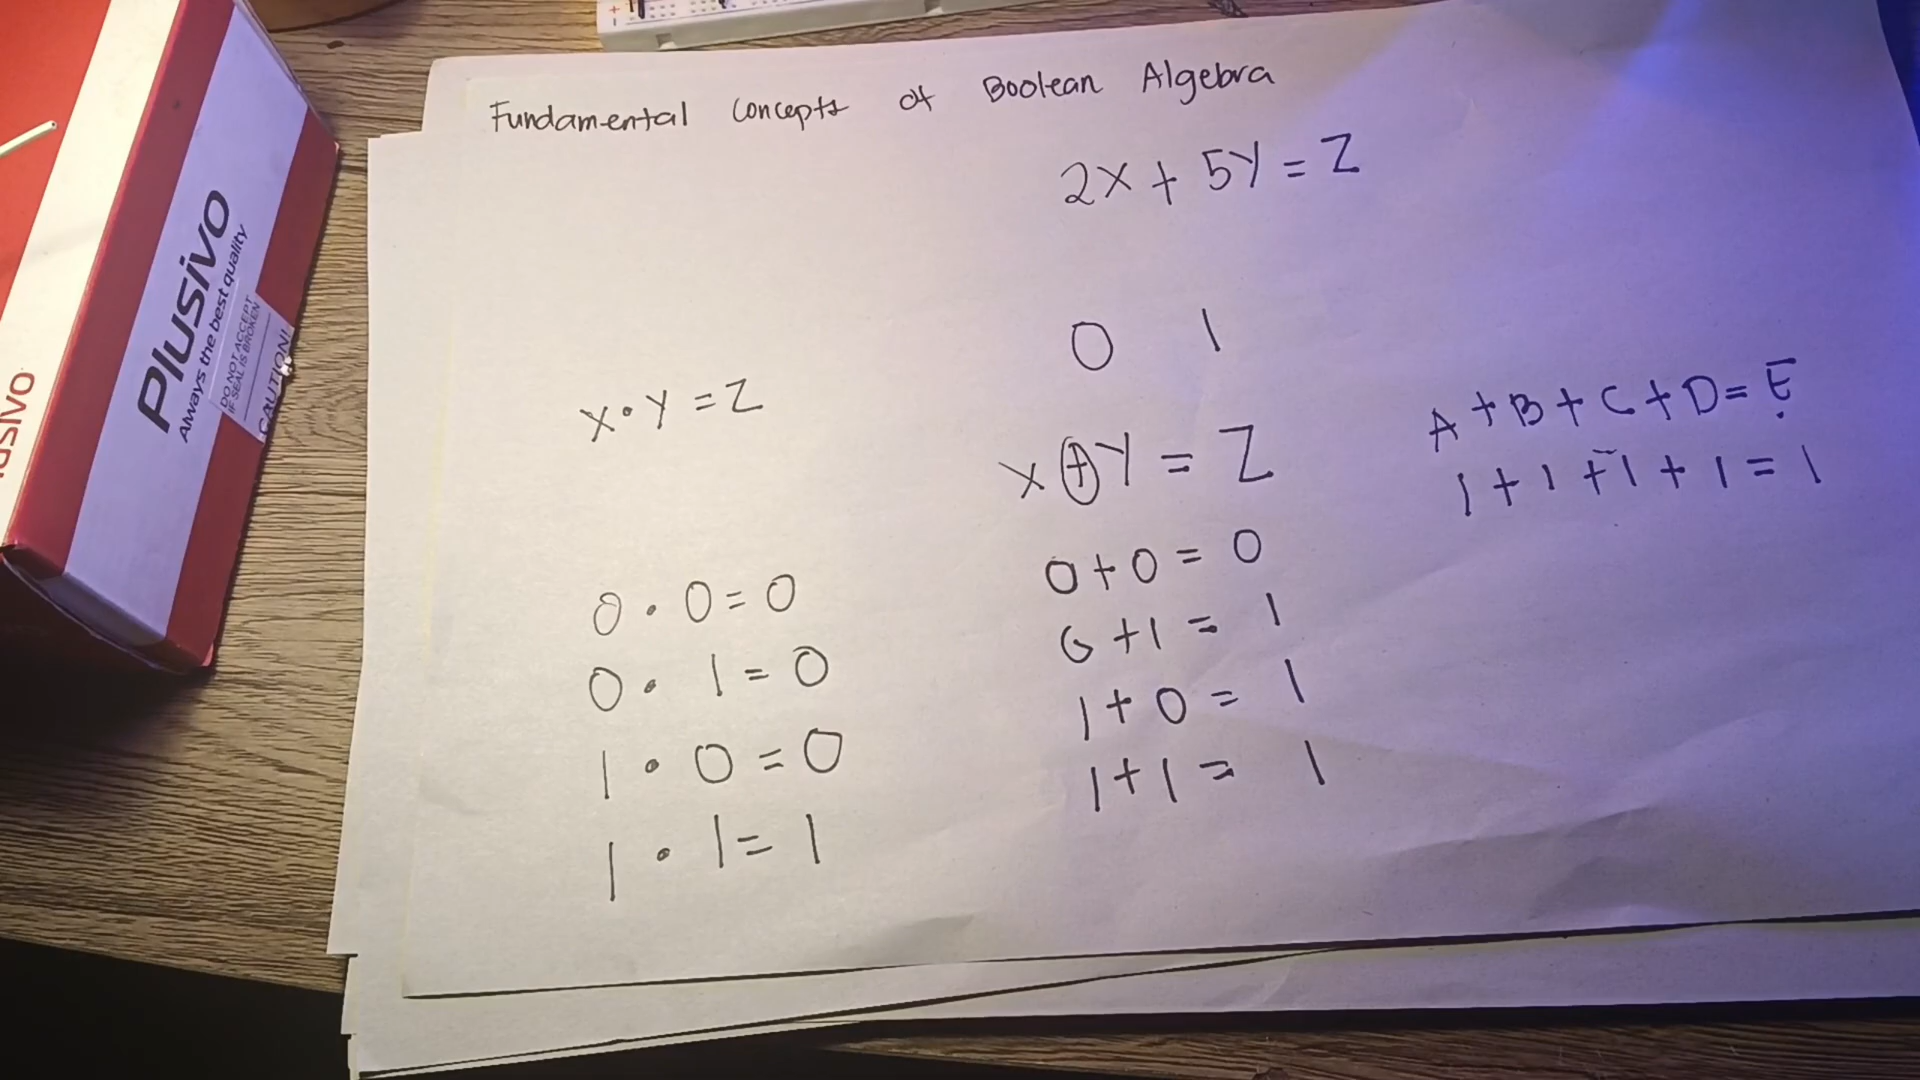 Fundamental Concepts of Boolean Algebra
2X + 5Y = Z
0 1
X • Y = Z
X ⊕ Y = Z
A + B + C + D = E
1 + 1 + 1 + 1 = 1
0 • 0 = 0
0 • 1 = 0
1 • 0 = 0
1 • 1 = 1
0 + 0 = 0
0 + 1 = 1
1 + 0 = 1
1 + 1 = 1
Plusivo
Always the best quality
DO NOT ACCEPT
IF SEAL IS BROKEN
CAUTION!